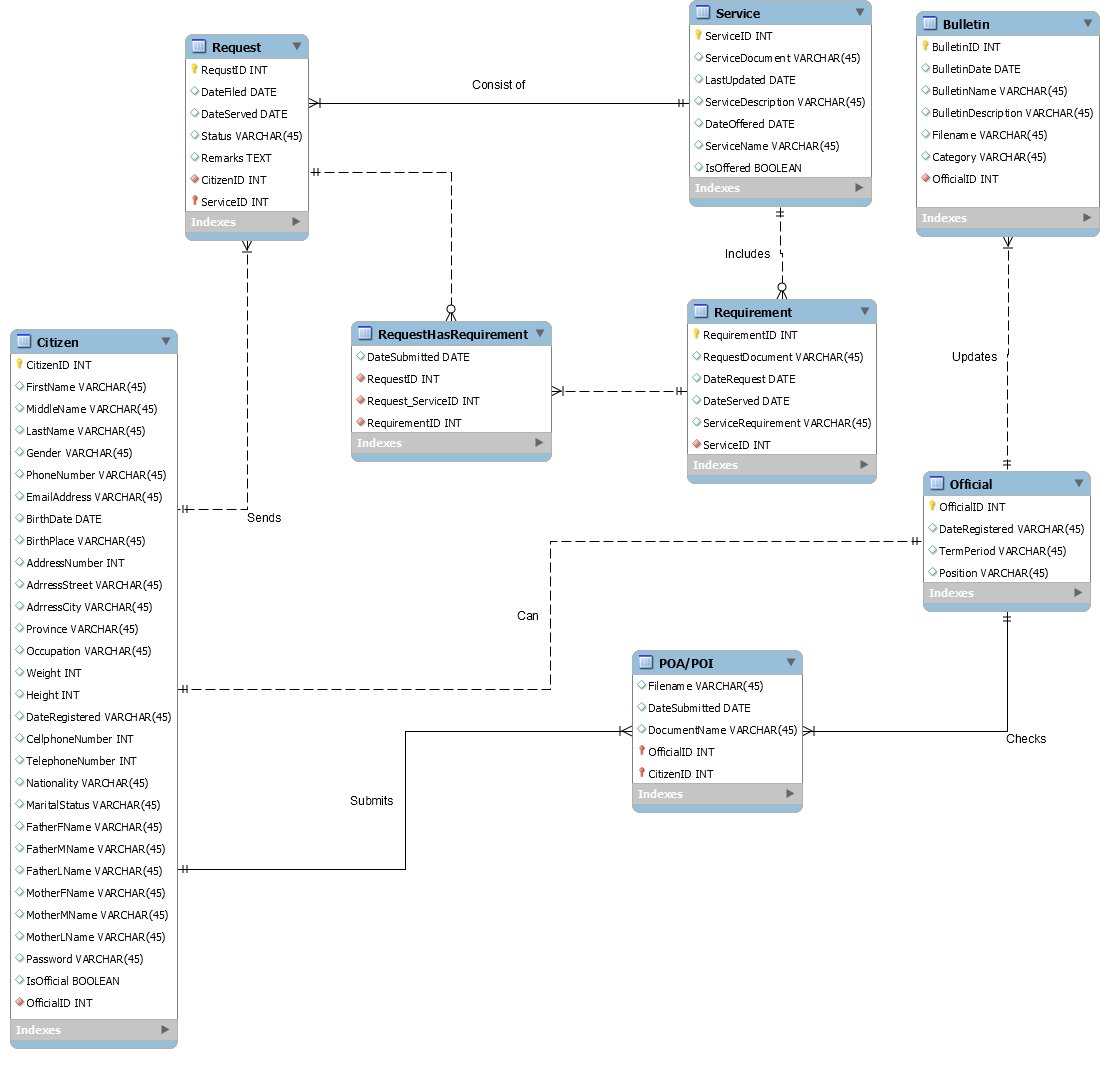 Request
RequstID INT
DateFiled DATE
DateServed DATE
Status VARCHAR(45)
Remarks TEXT
CitizenID INT
ServiceID INT
Indexes
Consist of
Service
ServiceID INT
ServiceDocument VARCHAR(45)
LastUpdated DATE
ServiceDescription VARCHAR(45)
DateOffered DATE
ServiceName VARCHAR(45)
IsOffered BOOLEAN
Indexes
Bulletin
BulletinID INT
BulletinDate DATE
BulletinName VARCHAR(45)
BulletinDescription VARCHAR(45)
Filename VARCHAR(45)
Category VARCHAR(45)
OfficialID INT
Indexes
Includes
Updates
RequestHasRequirement
DateSubmitted DATE
RequestID INT
Request_ServiceID INT
RequirementID INT
Indexes
Requirement
RequirementID INT
RequestDocument VARCHAR(45)
DateRequest DATE
DateServed DATE
ServiceRequirement VARCHAR(45)
ServiceID INT
Indexes
Citizen
CitizenID INT
FirstName VARCHAR(45)
MiddleName VARCHAR(45)
LastName VARCHAR(45)
Gender VARCHAR(45)
PhoneNumber VARCHAR(45)
EmailAddress VARCHAR(45)
BirthDate DATE
BirthPlace VARCHAR(45)
AddressNumber INT
AdrressStreet VARCHAR(45)
AdrressCity VARCHAR(45)
Province VARCHAR(45)
Occupation VARCHAR(45)
Weight INT
Height INT
DateRegistered VARCHAR(45)
CellphoneNumber INT
TelephoneNumber INT
Nationality VARCHAR(45)
MaritalStatus VARCHAR(45)
FatherFName VARCHAR(45)
FatherMName VARCHAR(45)
FatherLName VARCHAR(45)
MotherFName VARCHAR(45)
MotherMName VARCHAR(45)
MotherLName VARCHAR(45)
Password VARCHAR(45)
IsOfficial BOOLEAN
OfficialID INT
Indexes
Sends
Can
Submits
Official
OfficialID INT
DateRegistered VARCHAR(45)
TermPeriod VARCHAR(45)
Position VARCHAR(45)
Indexes
POA/POI
Filename VARCHAR(45)
DateSubmitted DATE
DocumentName VARCHAR(45)
OfficialID INT
CitizenID INT
Indexes
Checks